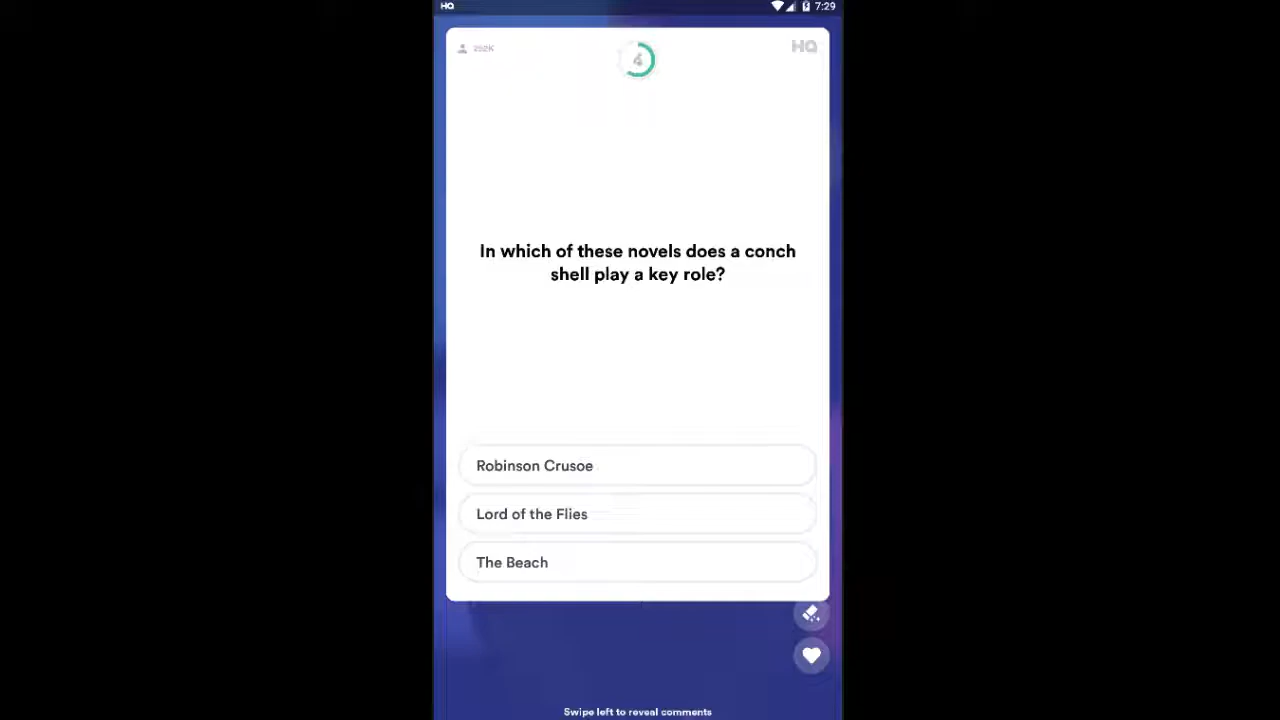 HQ 7:29
252K 4 HQ
In which of these novels does a conch
shell play a key role?
Robinson Crusoe
Lord of the Flies
The Beach
Swipe left to reveal comments